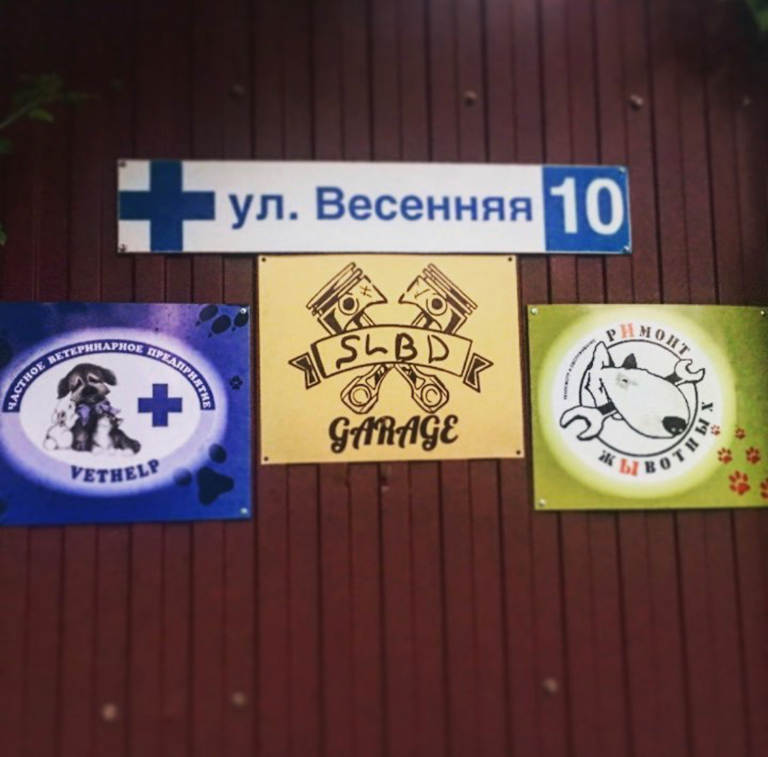 ул. Весенняя 10
ЧАСТНОЕ ВЕТЕРИНАРНОЕ ПРЕДПРИЯТИЕ
VETHELP
SLBD
GARAGE
РИМОНТ
ЖЫВОТНЫХ